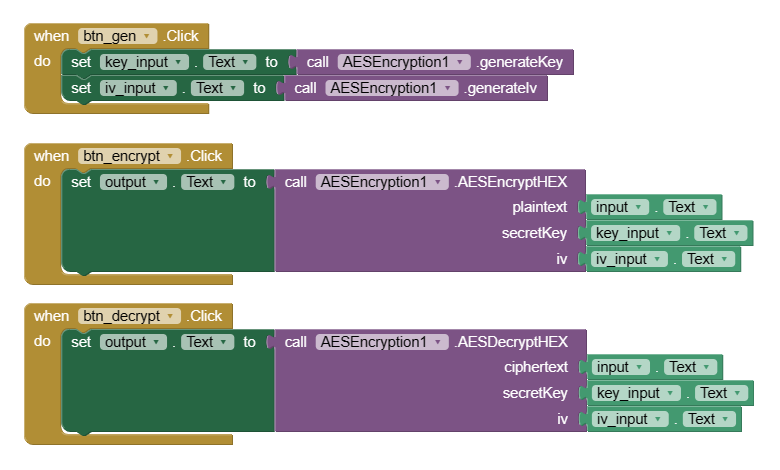 when btn_gen .Click
do set key_input . Text to call AESEncryption1 .generateKey
set iv_input . Text to call AESEncryption1 .generateIv
when btn_encrypt .Click
do set output . Text to call AESEncryption1 .AESEncryptHEX
plaintext input . Text
secretKey key_input . Text
iv iv_input . Text
when btn_decrypt .Click
do set output . Text to call AESEncryption1 .AESDecryptHEX
ciphertext input . Text
secretKey key_input . Text
iv iv_input . Text